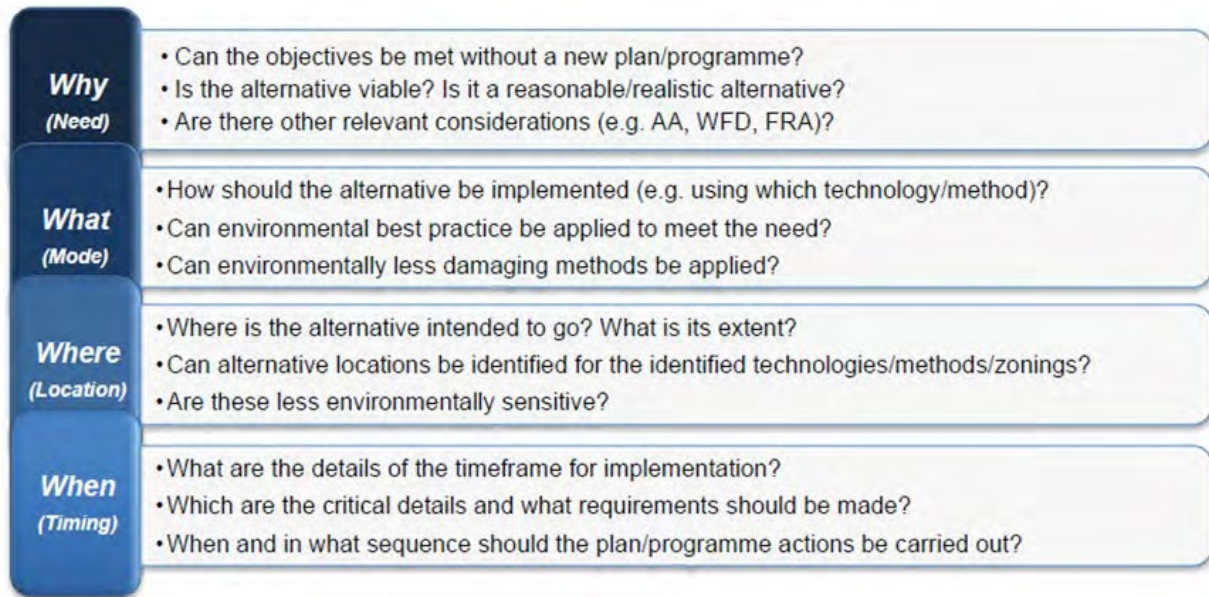 Why
(Need)
• Can the objectives be met without a new plan/programme?
• Is the alternative viable? Is it a reasonable/realistic alternative?
• Are there other relevant considerations (e.g. AA, WFD, FRA)?
What
(Mode)
• How should the alternative be implemented (e.g. using which technology/method)?
• Can environmental best practice be applied to meet the need?
• Can environmentally less damaging methods be applied?
Where
(Location)
• Where is the alternative intended to go? What is its extent?
• Can alternative locations be identified for the identified technologies/methods/zonings?
• Are these less environmentally sensitive?
When
(Timing)
• What are the details of the timeframe for implementation?
• Which are the critical details and what requirements should be made?
• When and in what sequence should the plan/programme actions be carried out?